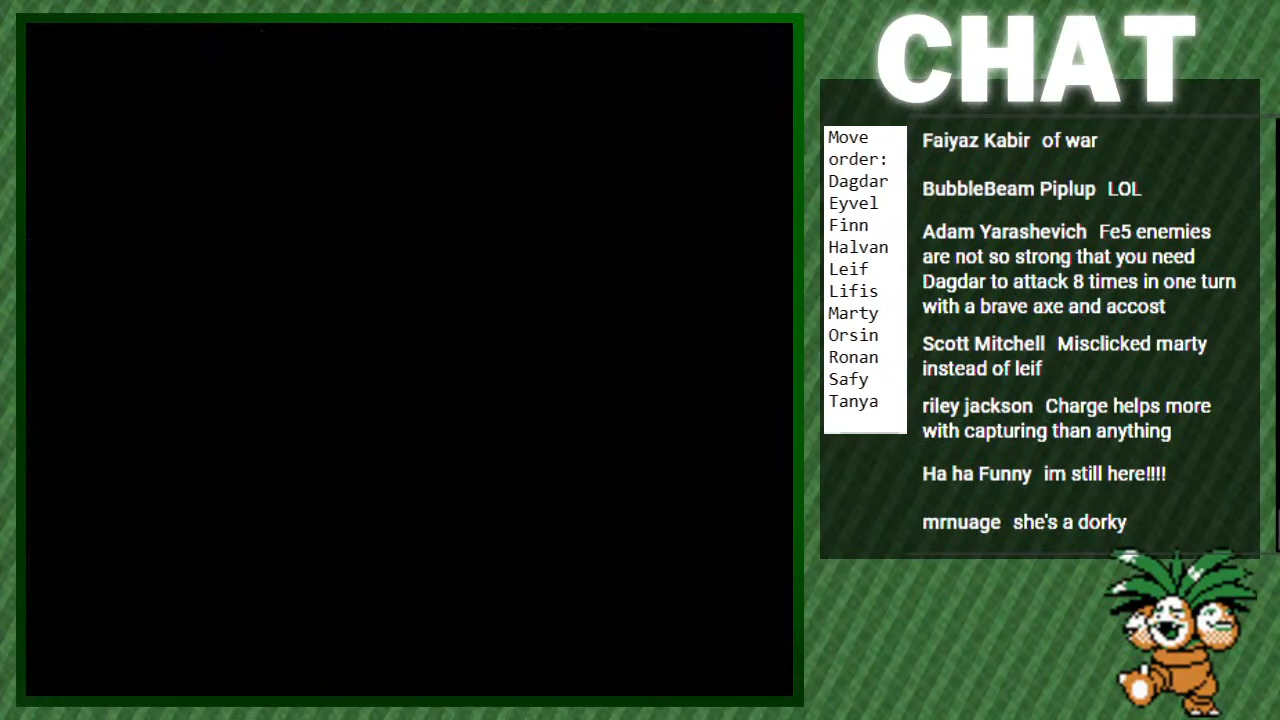 CHAT
Move
order:
Dagdar
Eyvel
Finn
Halvan
Leif
Lifis
Marty
Orsin
Ronan
Safy
Tanya
Faiyaz Kabir of war
BubbleBeam Piplup LOL
Adam Yarashevich Fe5 enemies
are not so strong that you need
Dagdar to attack 8 times in one turn
with a brave axe and accost
Scott Mitchell Misclicked marty
instead of leif
riley jackson Charge helps more
with capturing than anything
Ha ha Funny im still here!!!!
mrnuage she's a dorky